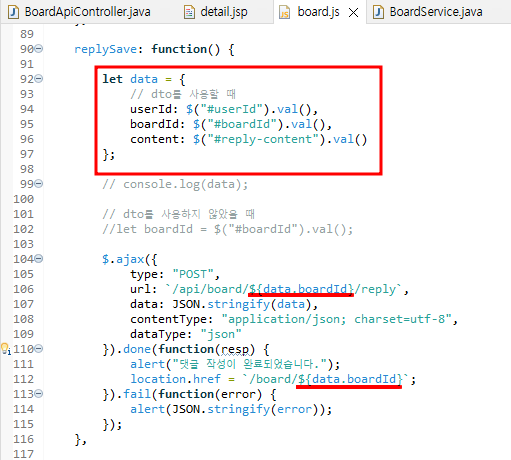 BoardApiController.java detail.jsp board.js BoardService.java
89
90 replySave: function() {
91
92 let data = {
93 // dto를 사용할 때
94 userId: $("#userId").val(),
95 boardId: $("#boardId").val(),
96 content: $("#reply-content").val()
97 };
98
99 // console.log(data);
100
101 // dto를 사용하지 않았을 때
102 //let boardId = $("#boardId").val();
103
104 $.ajax({
105 type: "POST",
106 url: `/api/board/${data.boardId}/reply`,
107 data: JSON.stringify(data),
108 contentType: "application/json; charset=utf-8",
109 dataType: "json"
110 }).done(function(resp) {
111 alert("댓글 작성이 완료되었습니다.");
112 location.href = `/board/${data.boardId}`;
113 }).fail(function(error) {
114 alert(JSON.stringify(error));
115 });
116 },
117